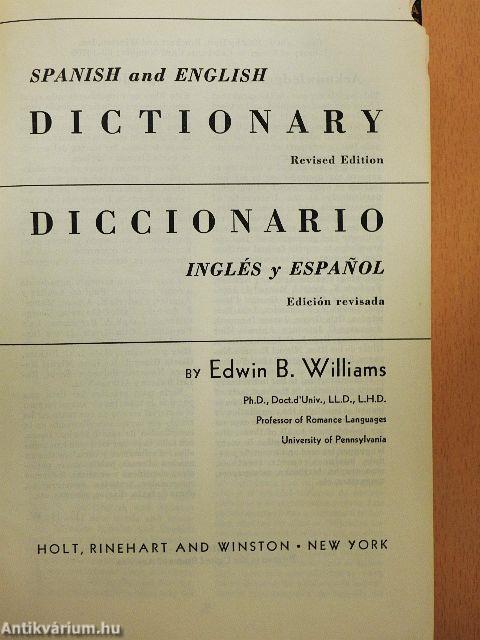 SPANISH and ENGLISH
DICTIONARY
Revised Edition
DICCIONARIO
INGLÉS y ESPAÑOL
Edición revisada
BY Edwin B. Williams
Ph.D., Doct.d'Univ., LL.D., L.H.D.
Professor of Romance Languages
University of Pennsylvania
HOLT, RINEHART AND WINSTON • NEW YORK
Antikvárium.hu